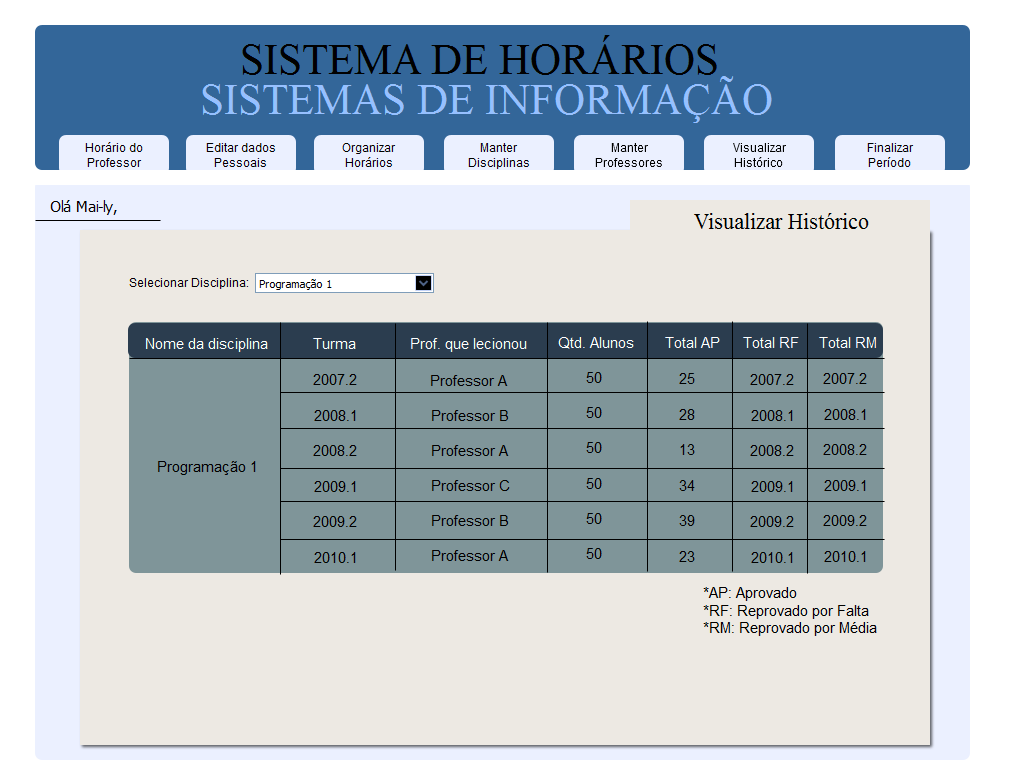 SISTEMA DE HORÁRIOS
SISTEMAS DE INFORMAÇÃO
Horário do Professor
Editar dados Pessoais
Organizar Horários
Manter Disciplinas
Manter Professores
Visualizar Histórico
Finalizar Período
Olá Mai-ly,
Visualizar Histórico
Selecionar Disciplina: Programação 1
Nome da disciplina Turma Prof. que lecionou Qtd. Alunos Total AP Total RF Total RM
2007.2 Professor A 50 25 2007.2 2007.2
2008.1 Professor B 50 28 2008.1 2008.1
2008.2 Professor A 50 13 2008.2 2008.2
Programação 1
2009.1 Professor C 50 34 2009.1 2009.1
2009.2 Professor B 50 39 2009.2 2009.2
2010.1 Professor A 50 23 2010.1 2010.1
*AP: Aprovado
*RF: Reprovado por Falta
*RM: Reprovado por Média